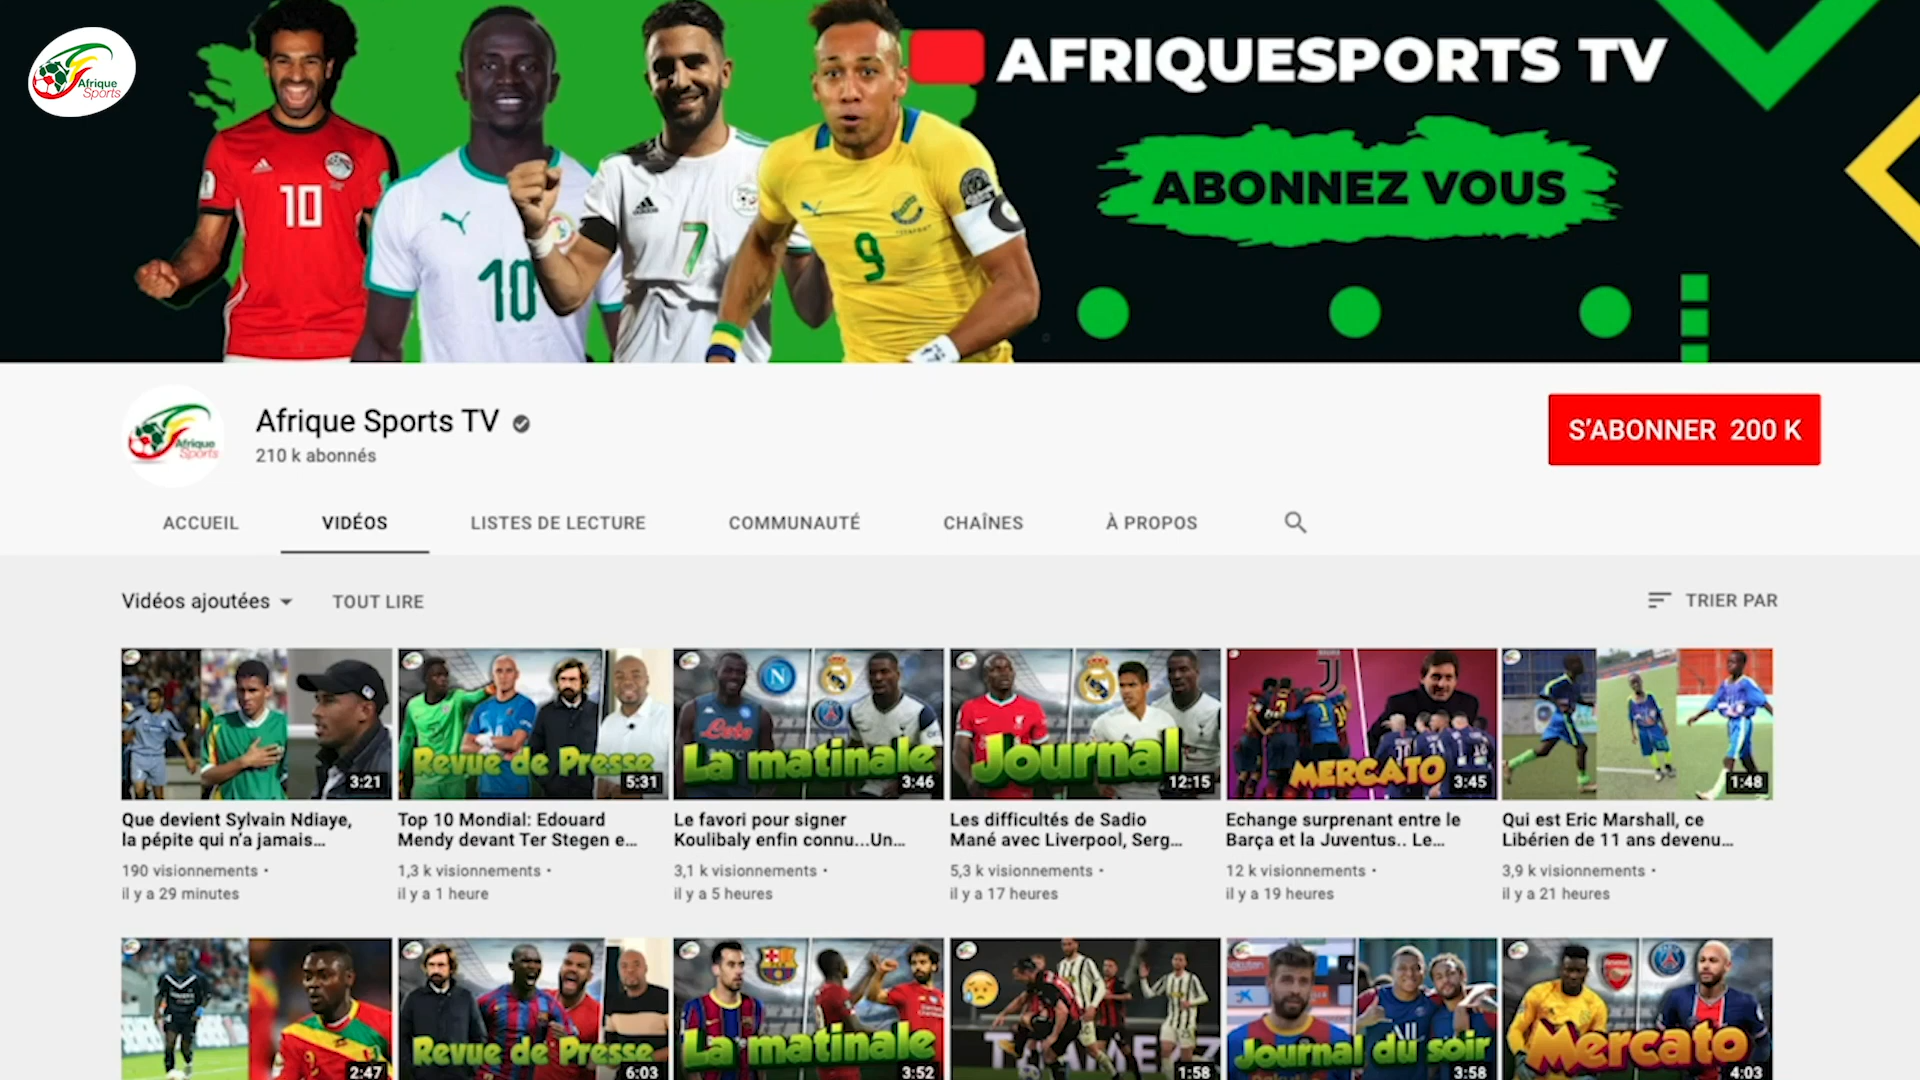 Afrique
Sports
AFRIQUESPORTS TV
ABONNEZ VOUS
10
10
7
9
Afrique
Sports
Afrique Sports TV
210 k abonnés
S'ABONNER 200 K
ACCUEIL
VIDÉOS
LISTES DE LECTURE
COMMUNAUTÉ
CHAÎNES
À PROPOS
Vidéos ajoutées
TOUT LIRE
TRIER PAR
3:21
Revue de Presse
5:31
La matinale
3:46
Journal
12:15
MERCATO
3:45
1:48
Que devient Sylvain Ndiaye,
la pépite qui n'a jamais...
190 visionnements •
il y a 29 minutes
Top 10 Mondial: Edouard
Mendy devant Ter Stegen e...
1,3 k visionnements •
il y a 1 heure
Le favori pour signer
Koulibaly enfin connu...Un...
3,1 k visionnements •
il y a 5 heures
Les difficultés de Sadio
Mané avec Liverpool, Serg...
5,3 k visionnements •
il y a 17 heures
Echange surprenant entre le
Barça et la Juventus.. Le...
12 k visionnements •
il y a 19 heures
Qui est Eric Marshall, ce
Libérien de 11 ans devenu...
3,9 k visionnements •
il y a 21 heures
2:47
Revue de Presse
6:03
La matinale
3:52
1:58
Journal du soir
3:58
Mercato
4:03